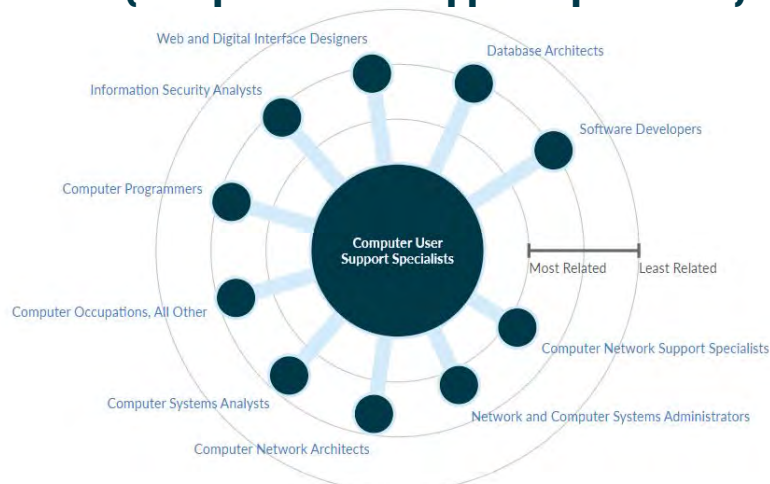 Web and Digital Interface Designers
Database Architects
Information Security Analysts
Software Developers
Computer Programmers
Computer User
Support Specialists
Most Related
Least Related
Computer Occupations, All Other
Computer Network Support Specialists
Computer Systems Analysts
Network and Computer Systems Administrators
Computer Network Architects